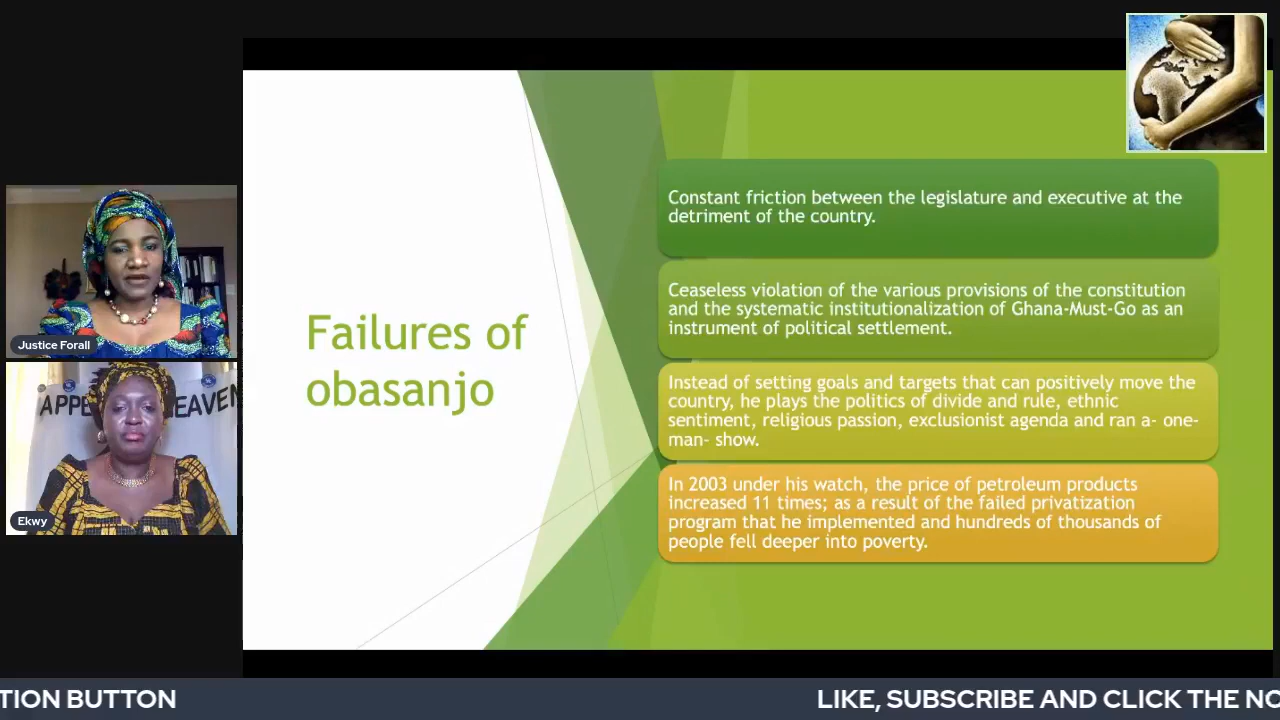 Failures of
obasanjo
Constant friction between the legislature and executive at the
detriment of the country.
Ceaseless violation of the various provisions of the constitution
and the systematic institutionalization of Ghana-Must-Go as an
instrument of political settlement.
Instead of setting goals and targets that can positively move the
country, he plays the politics of divide and rule, ethnic
sentiment, religious passion, exclusionist agenda and ran a- one-
man- show.
In 2003 under his watch, the price of petroleum products
increased 11 times; as a result of the failed privatization
program that he implemented and hundreds of thousands of
people fell deeper into poverty.
Justice Forall
APPE EAVEN
Ekwy
TION BUTTON
LIKE, SUBSCRIBE AND CLICK THE NO